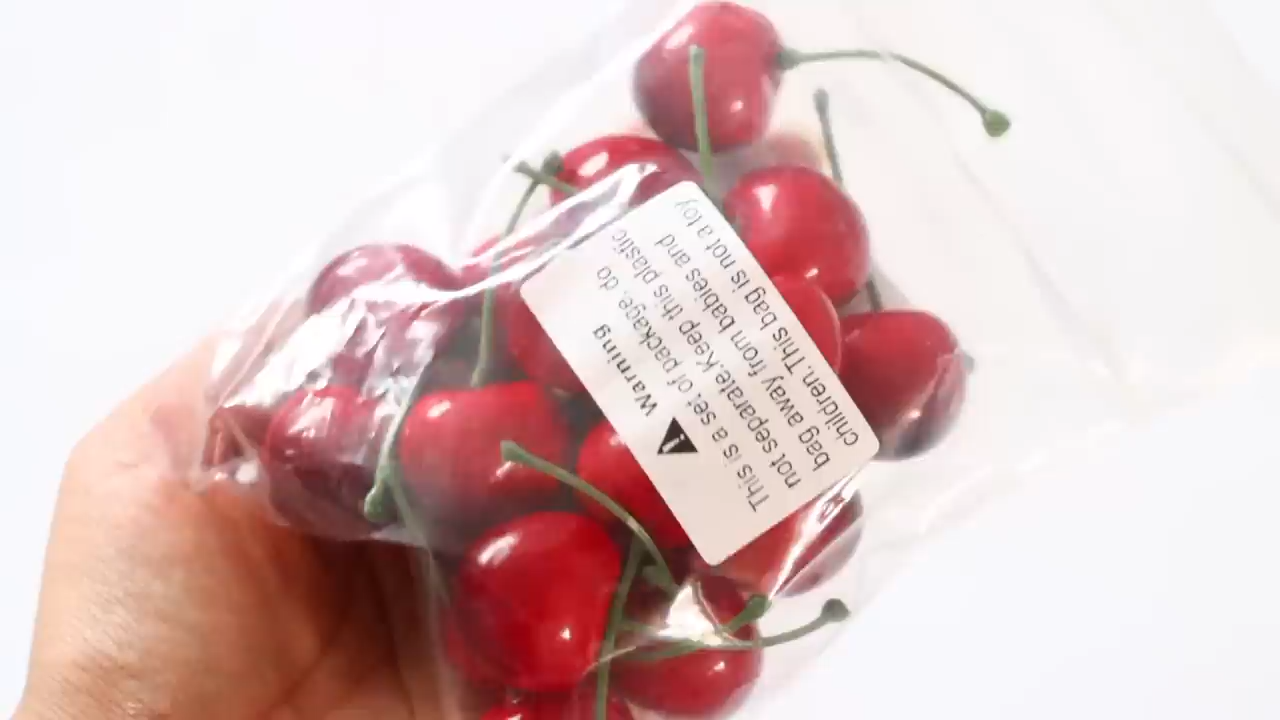 Warning
This is a set of package, do
not separate.Keep this plastic
bag away from babies and
children.This bag is not a toy